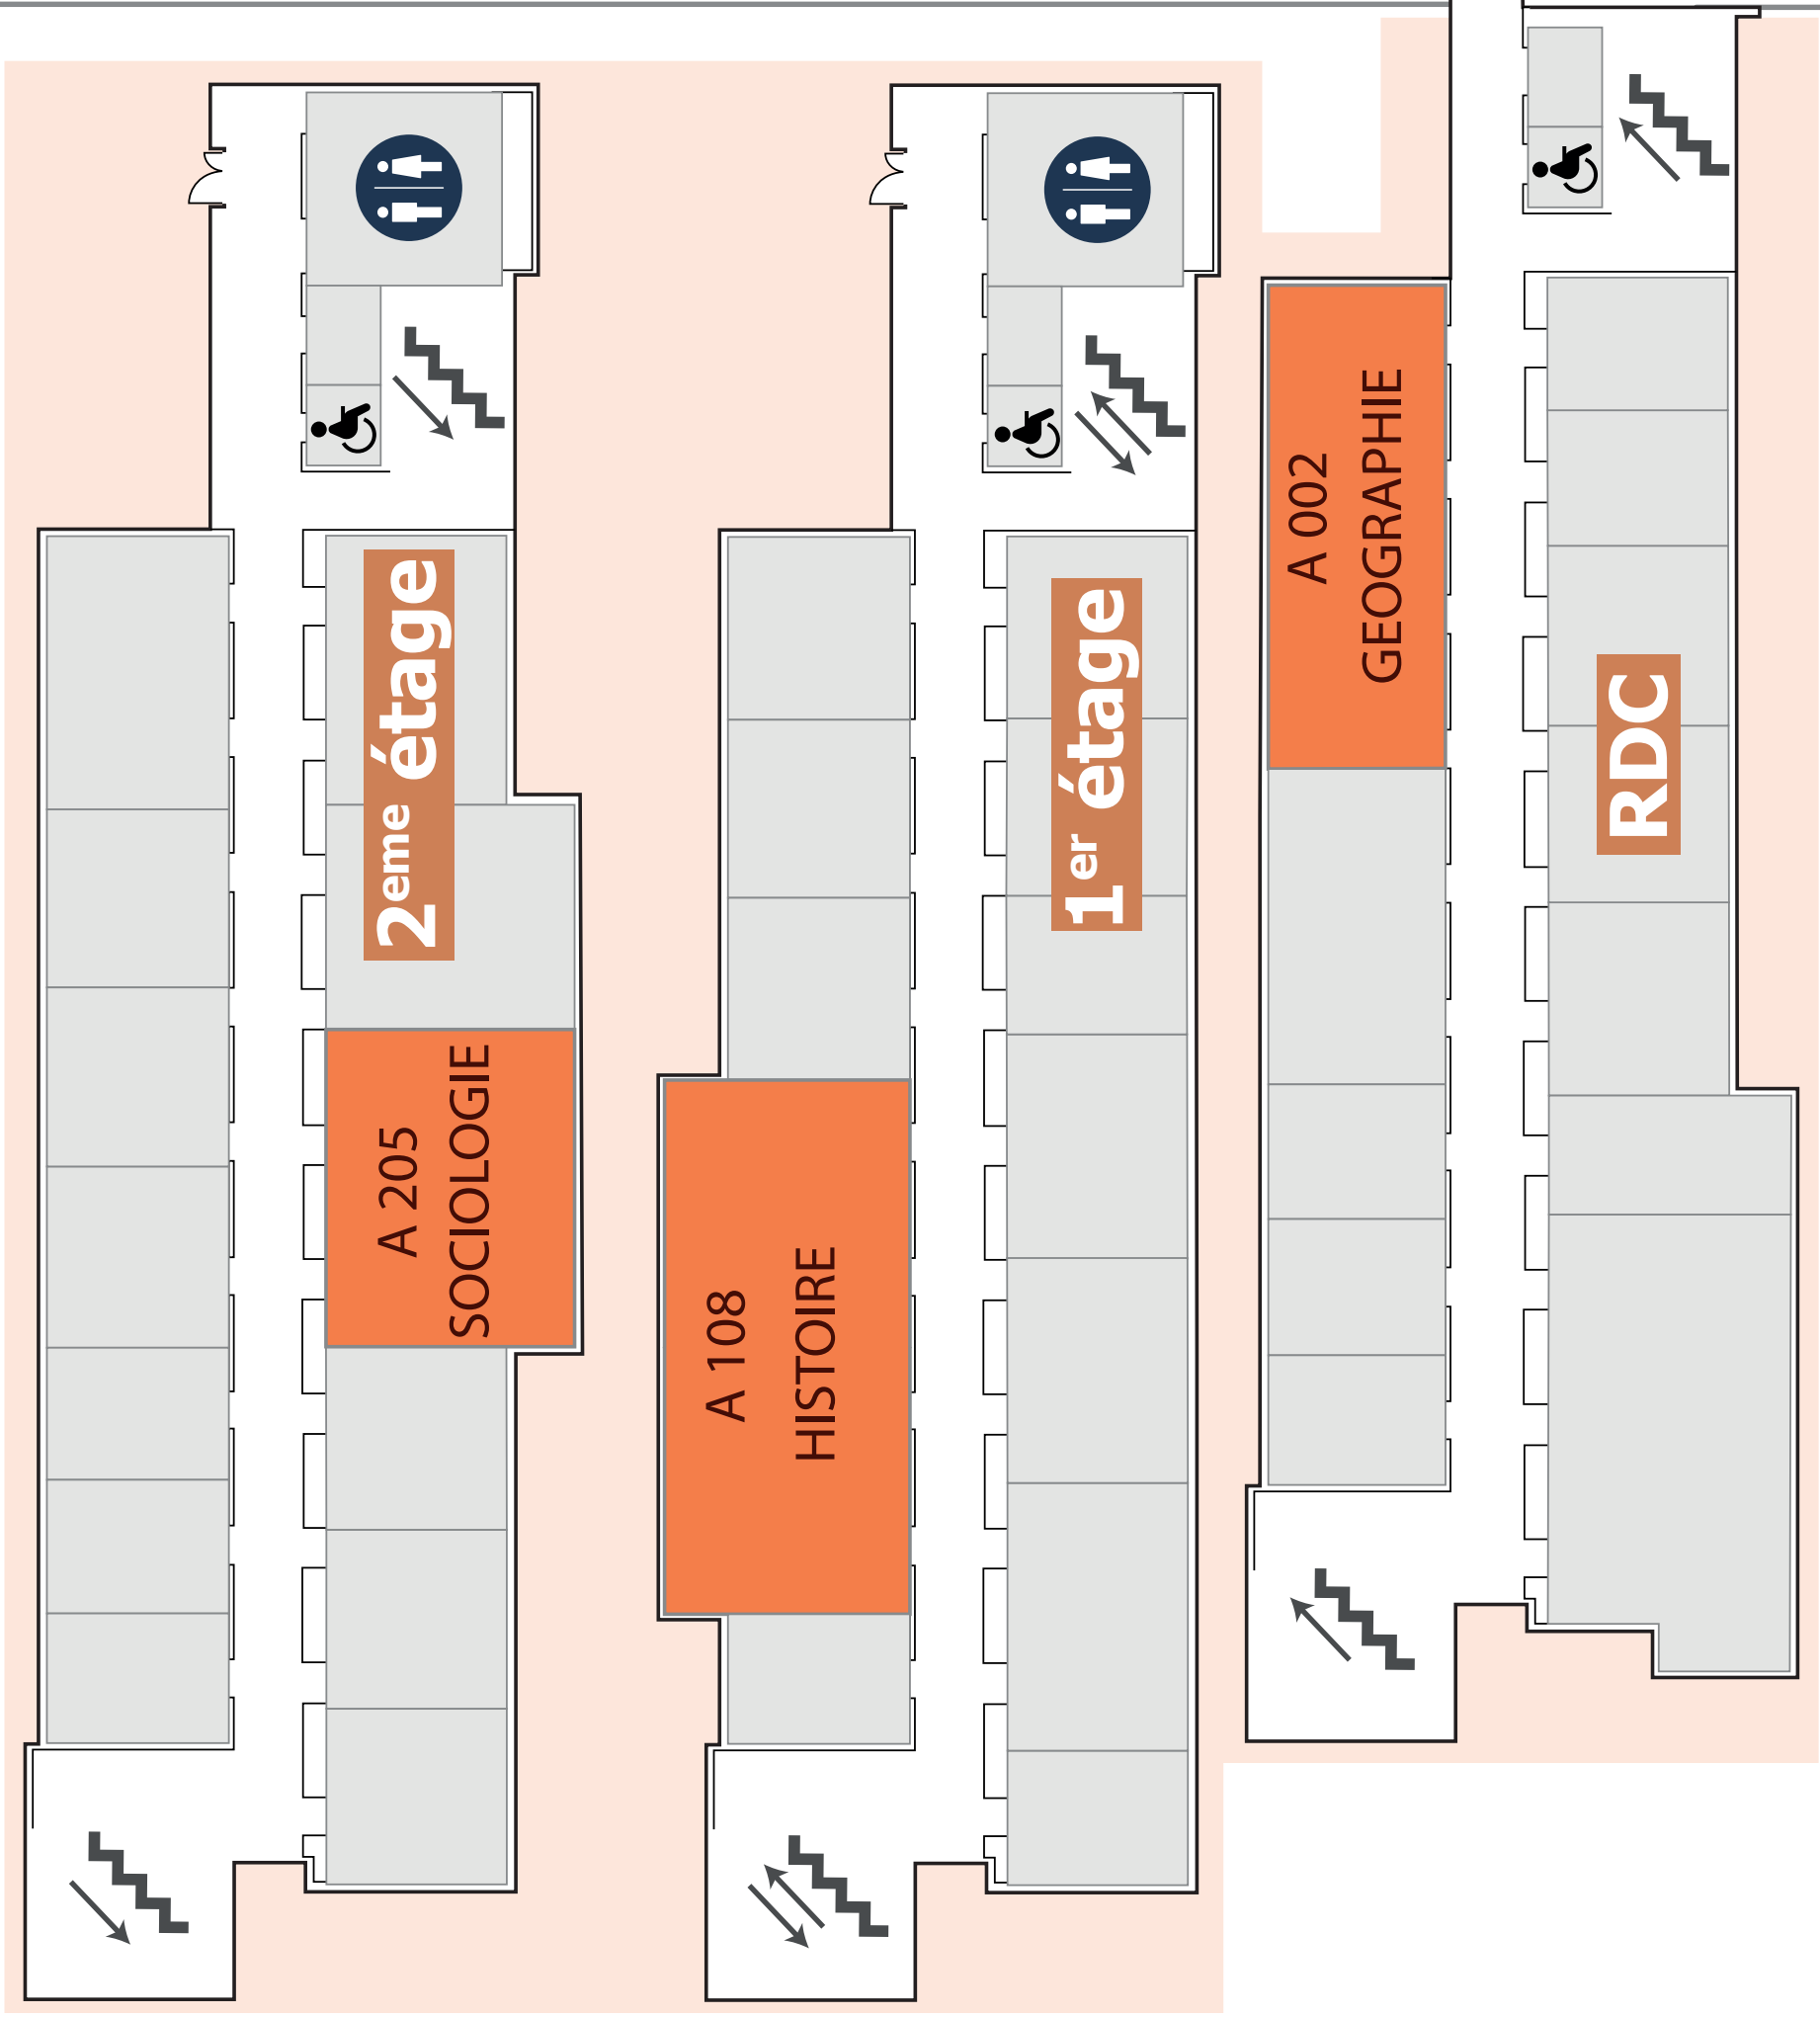 2eme étage
A 205
SOCIOLOGIE
1er étage
A 108
HISTOIRE
A 002
GEOGRAPHIE
RDC